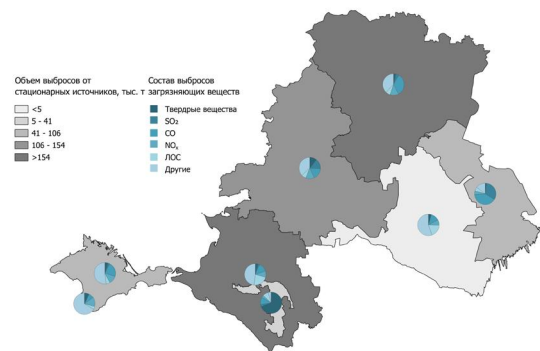 Объем выбросов от
стационарных источников, тыс. т
<5
5 - 41
41 - 106
106 - 154
>154
Состав выбросов
загрязняющих веществ
Твердрые вещества
SO₂
CO
NOₓ
ЛОС
Другие